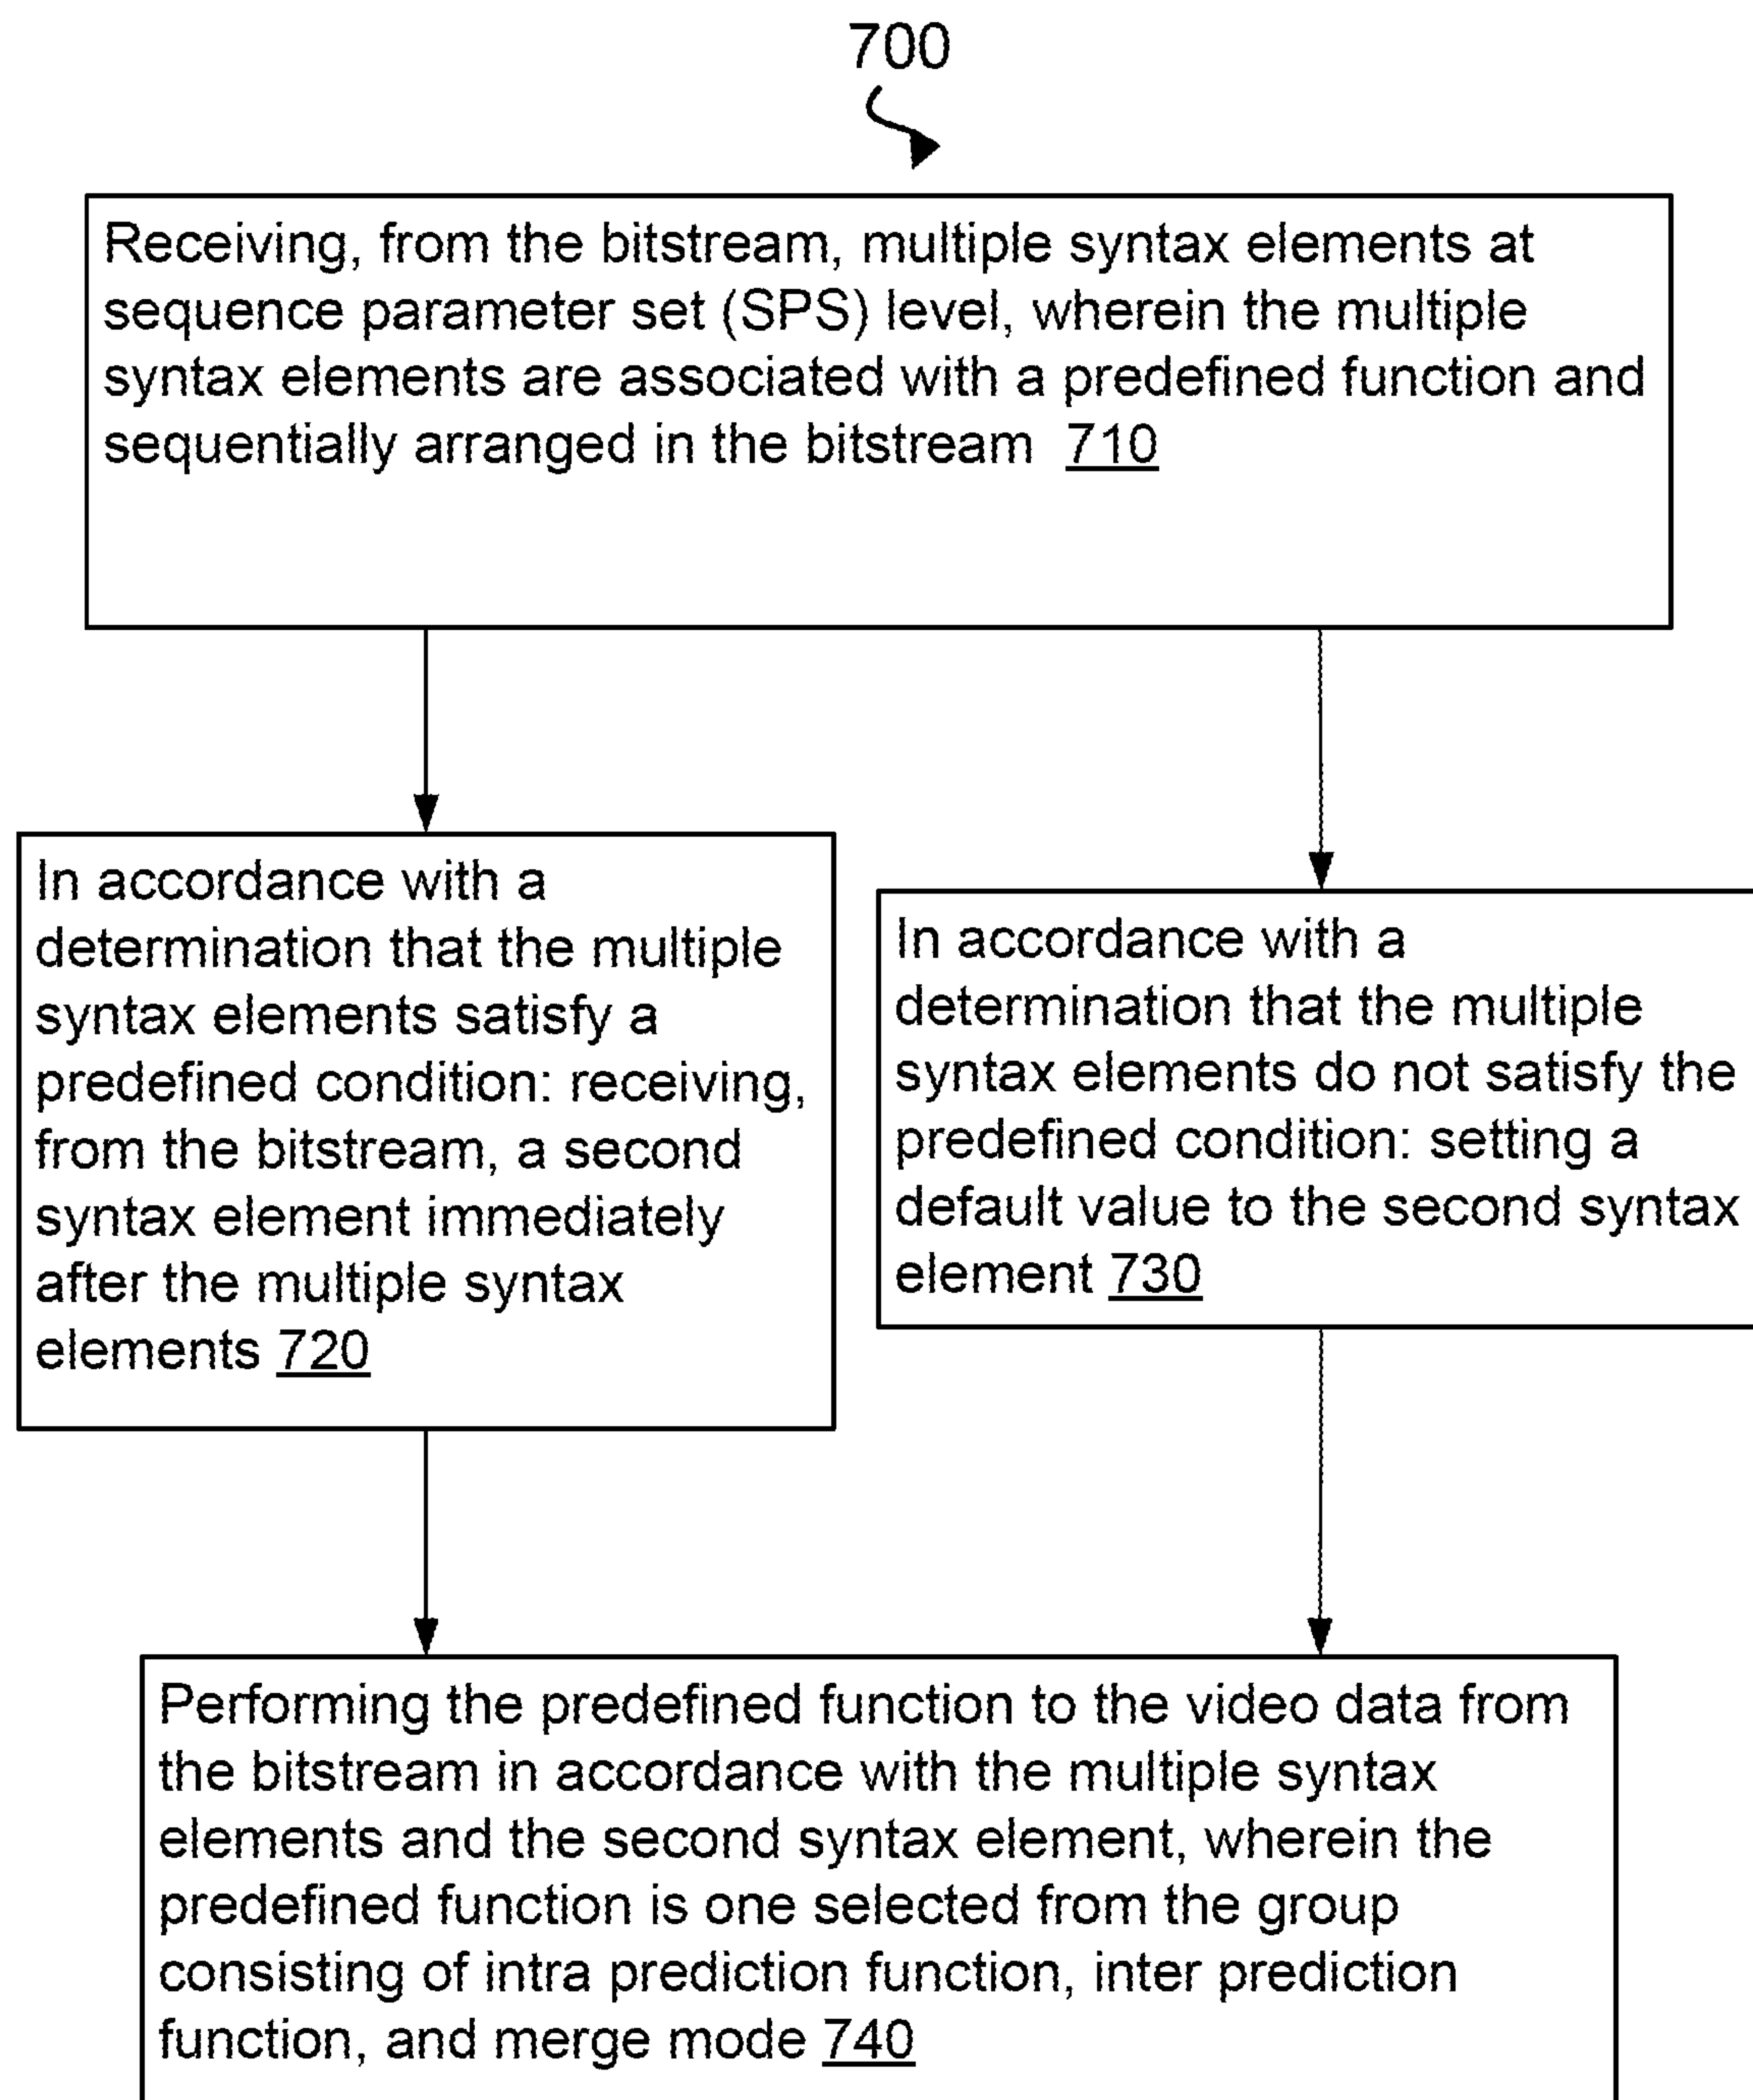 700
Receiving, from the bitstream, multiple syntax elements at
sequence parameter set (SPS) level, wherein the multiple
syntax elements are associated with a predefined function and
sequentially arranged in the bitstream 710
In accordance with a
determination that the multiple
syntax elements satisfy a
predefined condition: receiving,
from the bitstream, a second
syntax element immediately
after the multiple syntax
elements 720
In accordance with a
determination that the multiple
syntax elements do not satisfy the
predefined condition: setting a
default value to the second syntax
element 730
Performing the predefined function to the video data from
the bitstream in accordance with the multiple syntax
elements and the second syntax element, wherein the
predefined function is one selected from the group
consisting of intra prediction function, inter prediction
function, and merge mode 740